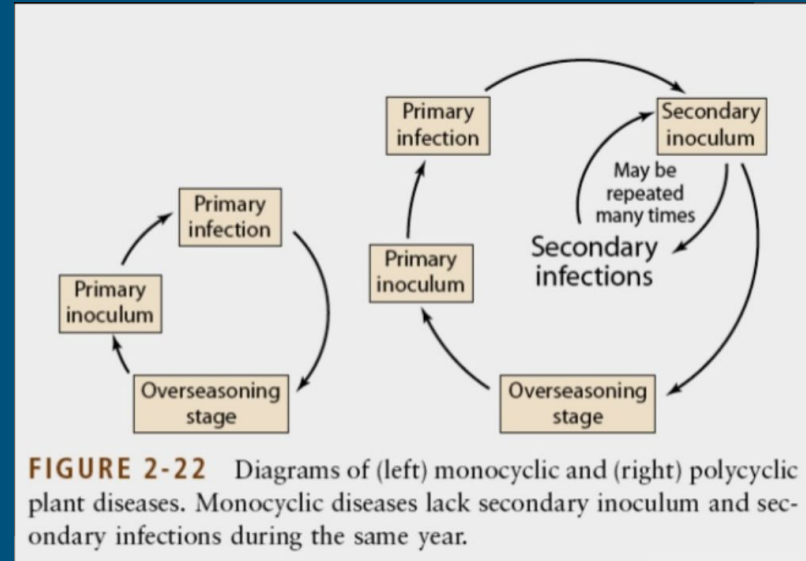 Primary
infection
Primary
inoculum
Overseasoning
stage
Primary
infection
Secondary
inoculum
May be
repeated
many times
Secondary
infections
Primary
inoculum
Overseasoning
stage
FIGURE 2-22 Diagrams of (left) monocyclic and (right) polycyclic
plant diseases. Monocyclic diseases lack secondary inoculum and sec-
ondary infections during the same year.